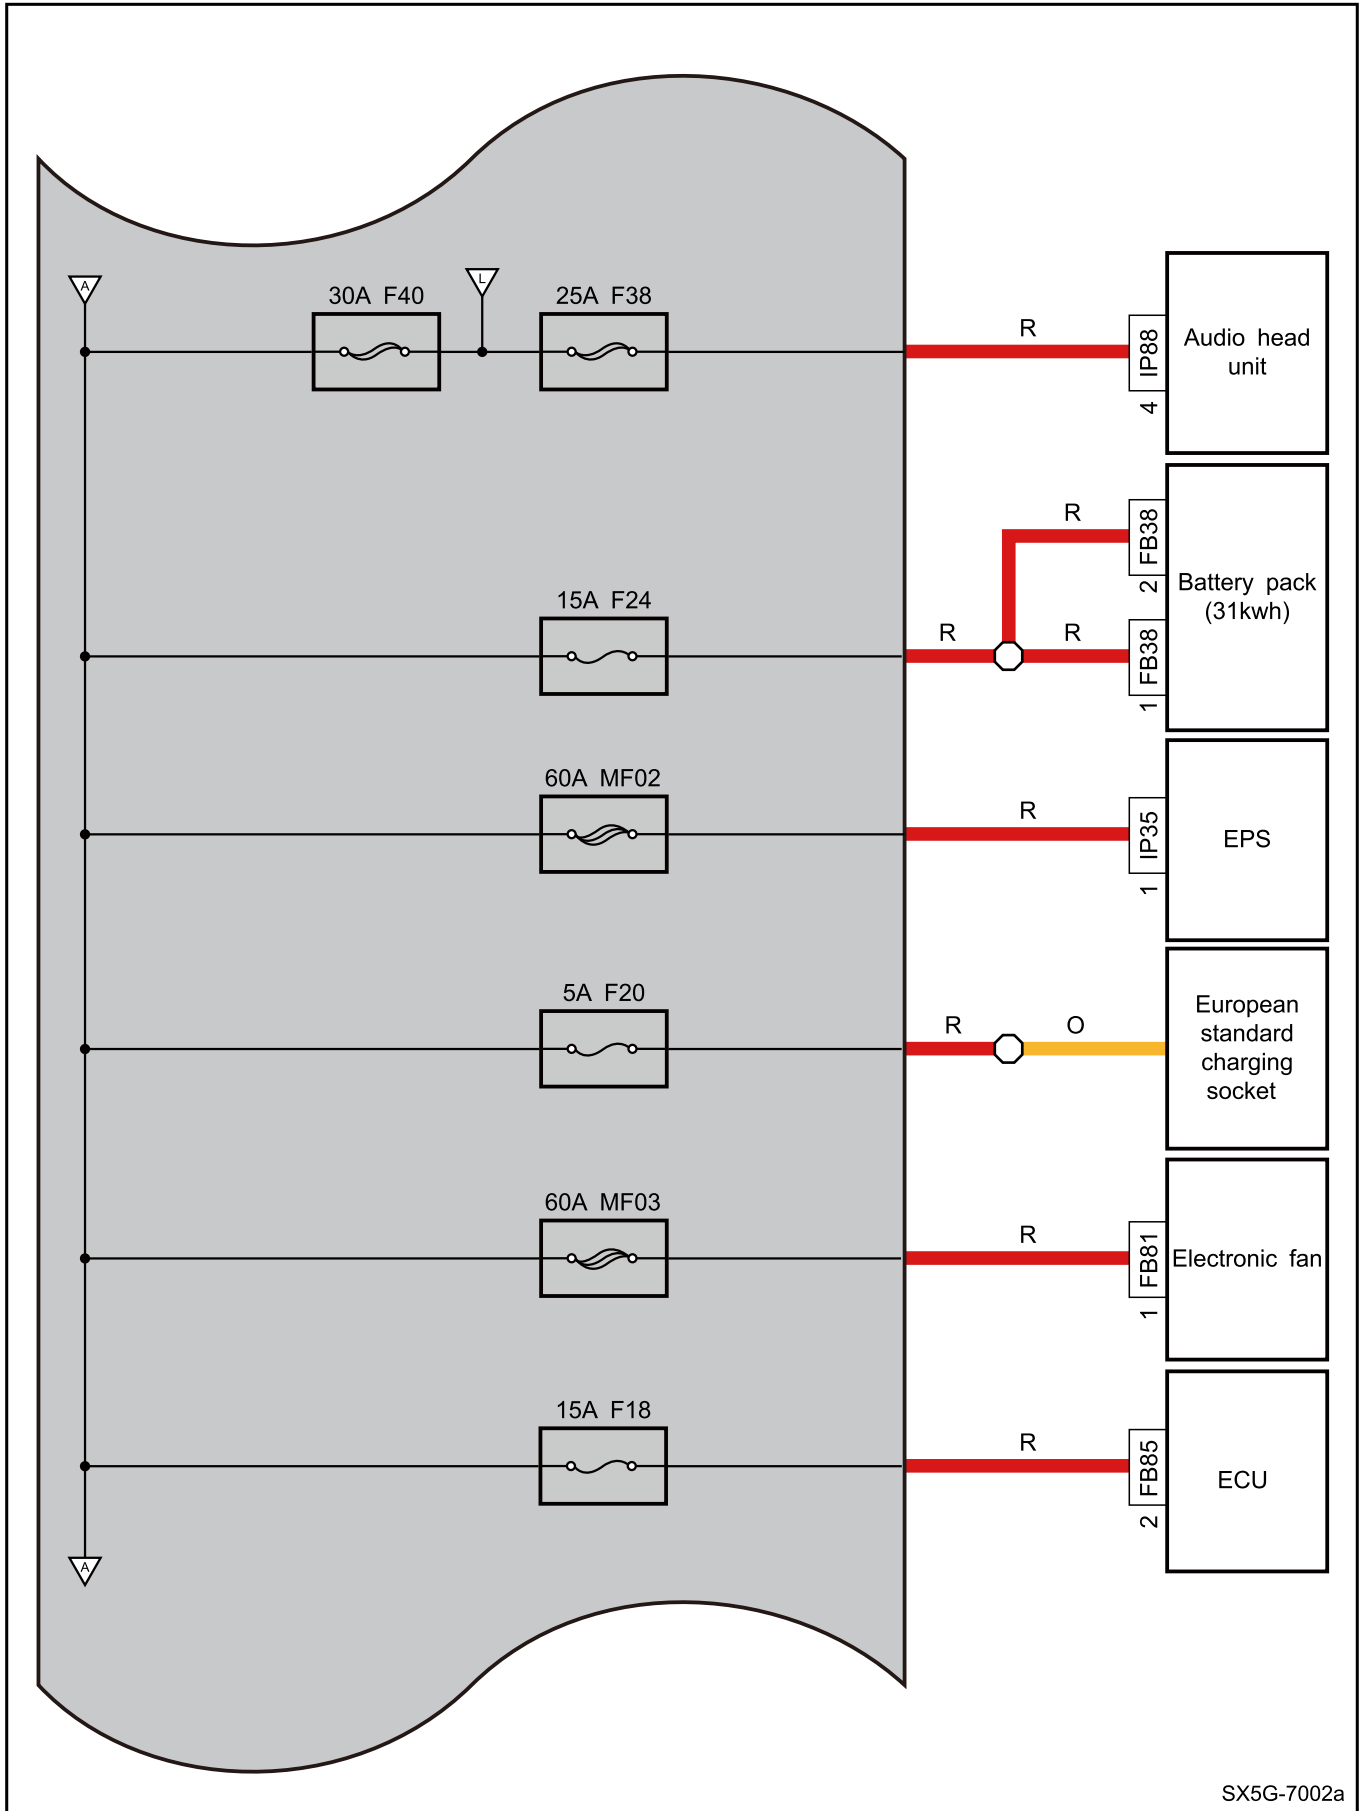 A
L
30A F40
25A F38
R
IP88
4
Audio head
unit
15A F24
R
R
R
FB38
2
FB38
1
Battery pack
(31kwh)
60A MF02
R
IP35
1
EPS
5A F20
R
O
European
standard
charging
socket
60A MF03
R
FB81
1
Electronic fan
15A F18
R
FB85
2
ECU
A
SX5G-7002a